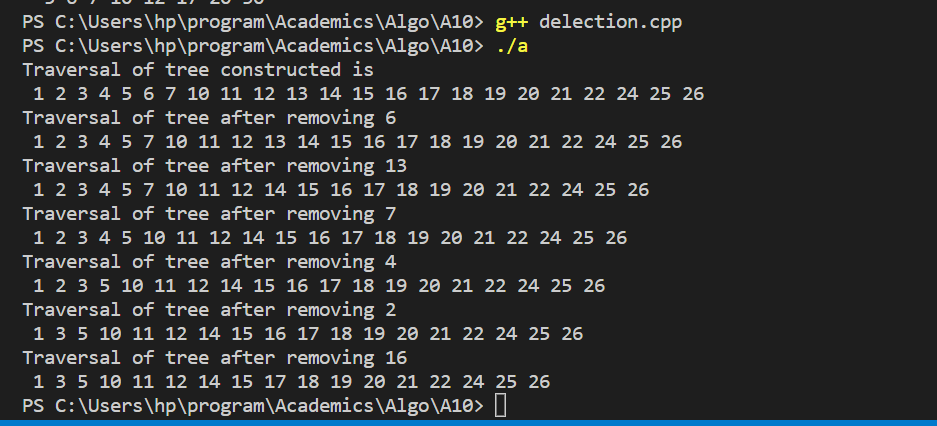 PS C:\Users\hp\program\Academics\Algo\A10> g++ delection.cpp
PS C:\Users\hp\program\Academics\Algo\A10> ./a
Traversal of tree constructed is
1 2 3 4 5 6 7 10 11 12 13 14 15 16 17 18 19 20 21 22 24 25 26
Traversal of tree after removing 6
1 2 3 4 5 7 10 11 12 13 14 15 16 17 18 19 20 21 22 24 25 26
Traversal of tree after removing 13
1 2 3 4 5 7 10 11 12 14 15 16 17 18 19 20 21 22 24 25 26
Traversal of tree after removing 7
1 2 3 4 5 10 11 12 14 15 16 17 18 19 20 21 22 24 25 26
Traversal of tree after removing 4
1 2 3 5 10 11 12 14 15 16 17 18 19 20 21 22 24 25 26
Traversal of tree after removing 2
1 3 5 10 11 12 14 15 16 17 18 19 20 21 22 24 25 26
Traversal of tree after removing 16
1 3 5 10 11 12 14 15 17 18 19 20 21 22 24 25 26
PS C:\Users\hp\program\Academics\Algo\A10>